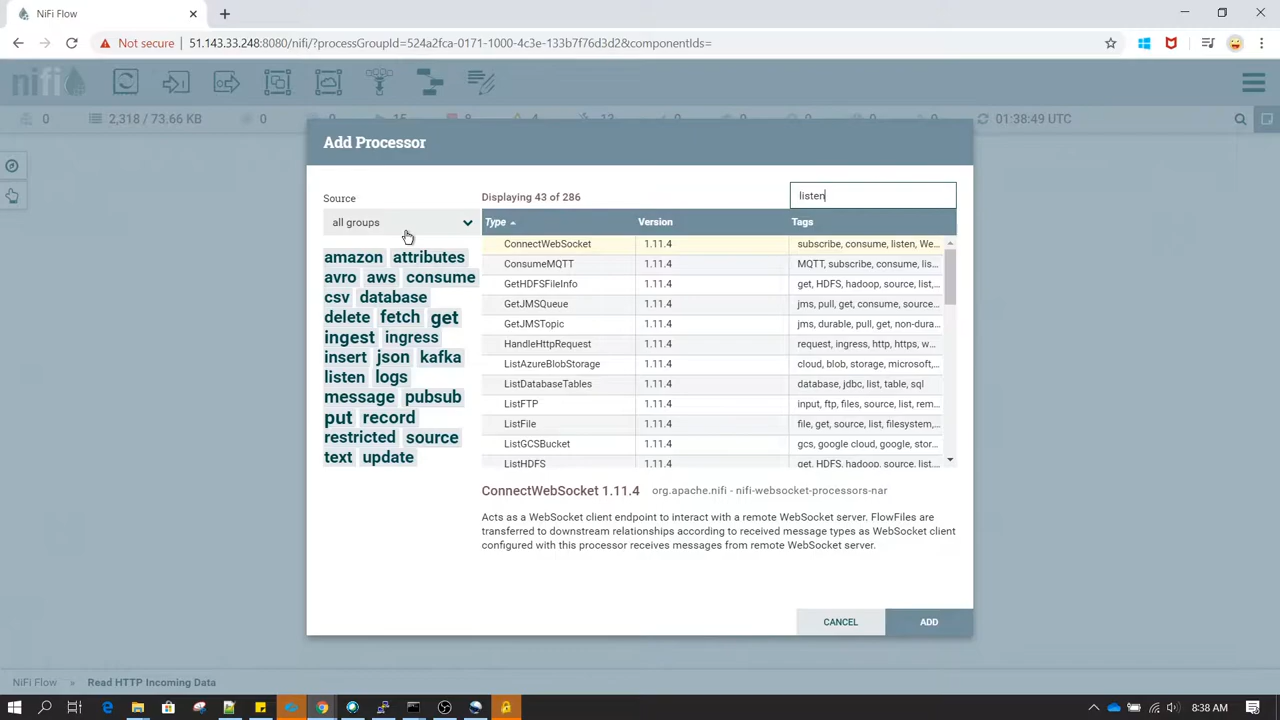 NiFi Flow
Not secure 51.143.33.248:8080/nifi/?processGroupId=524a2fca-0171-1000-4c3e-133b7f76d3d2&componentIds=
nifi
0 2,318 / 73.66 KB 0 15 8 4 13 01:38:49 UTC
Add Processor
Source
Displaying 43 of 286
listen
all groups
Type Version Tags
amazon attributes
avro aws consume
csv database
delete fetch get
ingest ingress
insert json kafka
listen logs
message pubsub
put record
restricted source
text update
ConnectWebSocket 1.11.4 subscribe, consume, listen, We...
ConsumeMQTT 1.11.4 MQTT, subscribe, consume, lis...
GetHDFSFileInfo 1.11.4 get, HDFS, hadoop, source, list,...
GetJMSQueue 1.11.4 jms, pull, get, consume, source...
GetJMSTopic 1.11.4 jms, durable, pull, get, non-dura...
HandleHttpRequest 1.11.4 request, ingress, http, https, w...
ListAzureBlobStorage 1.11.4 cloud, blob, storage, microsoft,...
ListDatabaseTables 1.11.4 database, jdbc, list, table, sql
ListFTP 1.11.4 input, ftp, files, source, list, rem...
ListFile 1.11.4 file, get, source, list, filesystem,...
ListGCSBucket 1.11.4 gcs, google cloud, google, stor...
ListHDFS 1.11.4 get, HDFS, hadoop, source, list...
ConnectWebSocket 1.11.4 org.apache.nifi - nifi-websocket-processors-nar
Acts as a WebSocket client endpoint to interact with a remote WebSocket server. FlowFiles are
transferred to downstream relationships according to received message types as WebSocket client
configured with this processor receives messages from remote WebSocket server.
CANCEL ADD
NiFi Flow » Read HTTP Incoming Data
8:38 AM